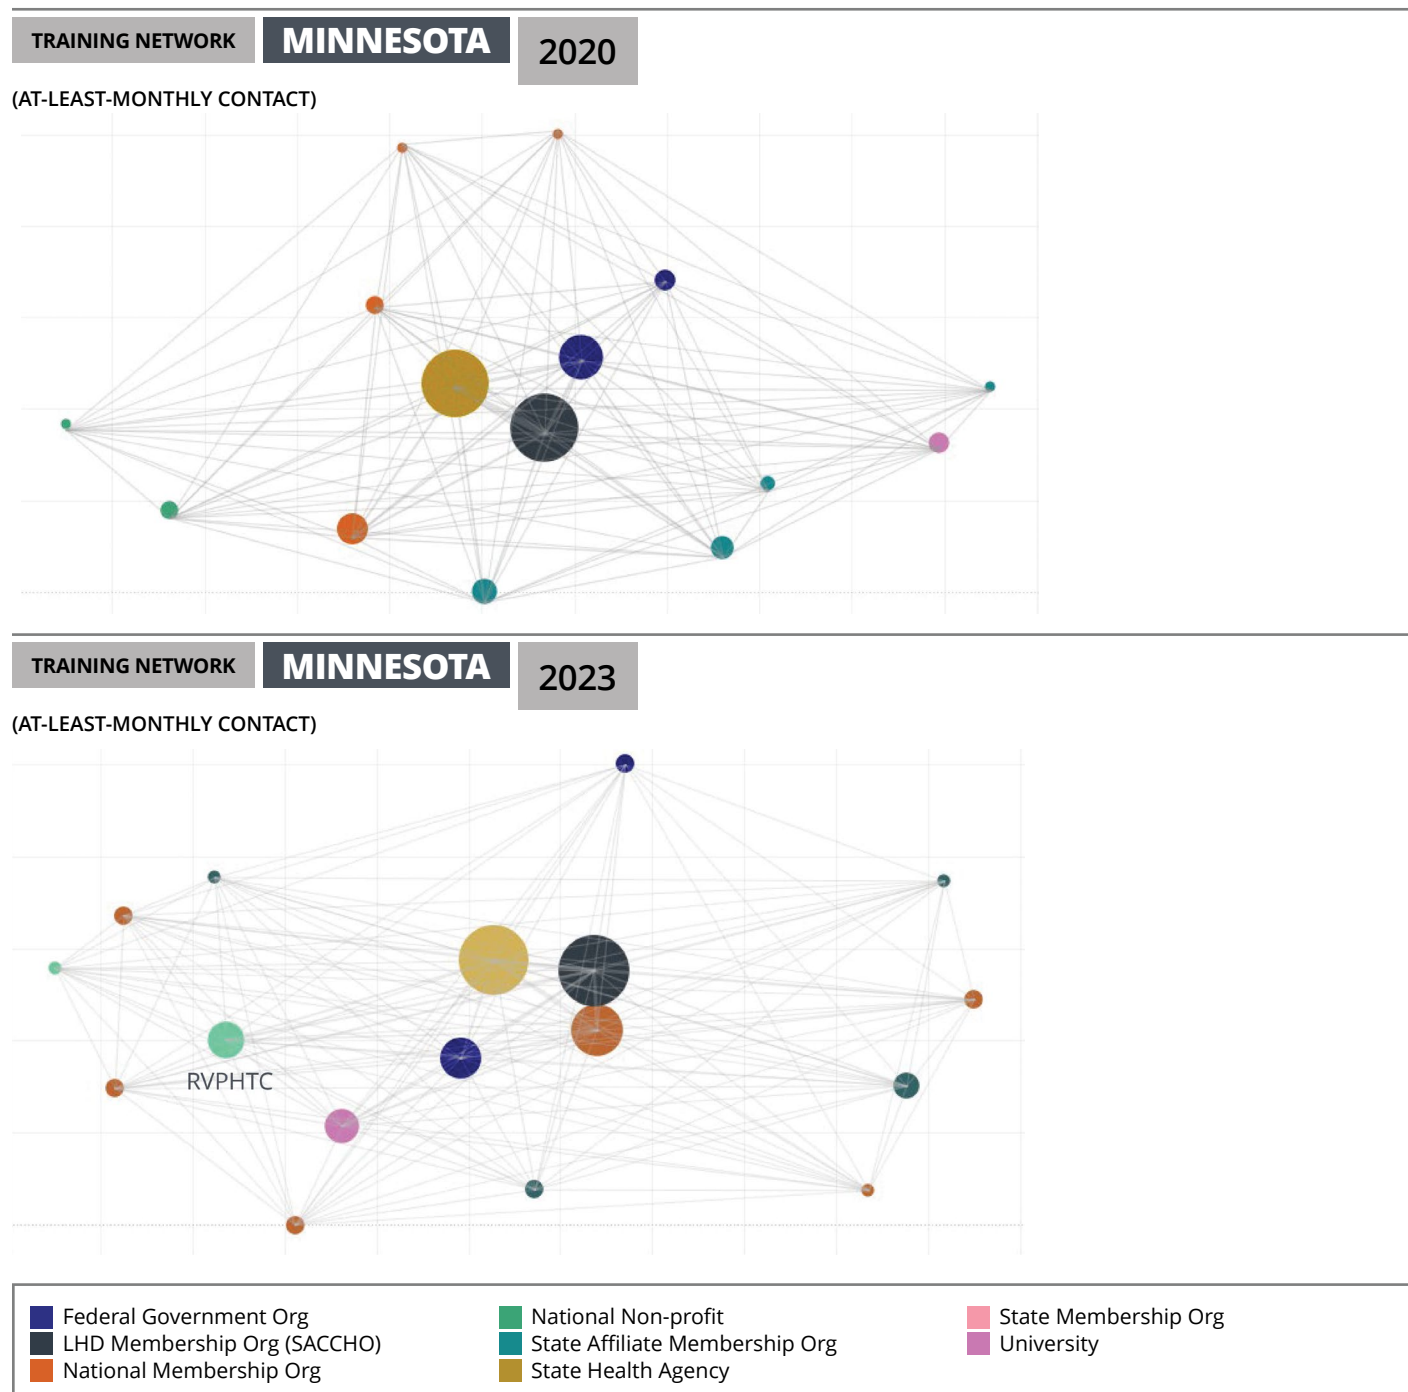 TRAINING NETWORK MINNESOTA 2020
(AT-LEAST-MONTHLY CONTACT)
TRAINING NETWORK MINNESOTA 2023
(AT-LEAST-MONTHLY CONTACT)
RVPHTC
Federal Government Org
LHD Membership Org (SACCHO)
National Membership Org
National Non-profit
State Affiliate Membership Org
State Health Agency
State Membership Org
University